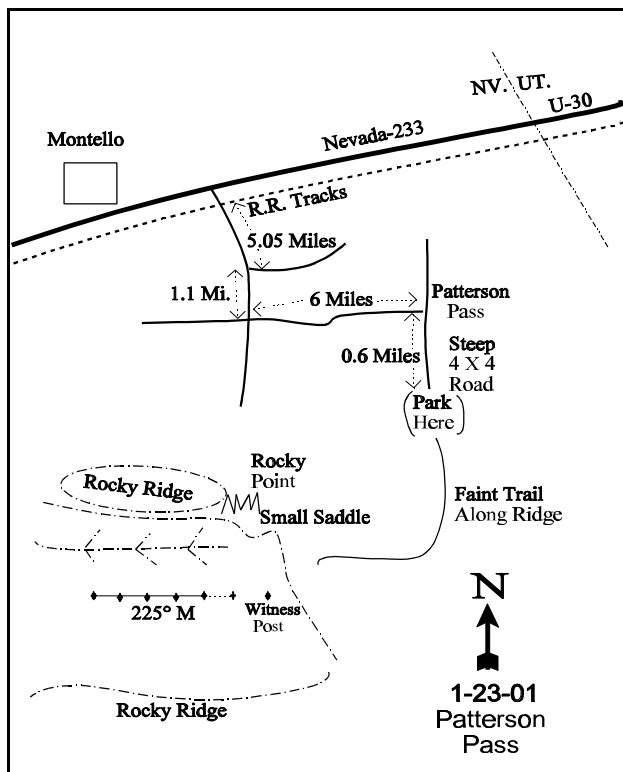 NV. UT.
U-30
Nevada-233
Montello
R.R. Tracks
5.05 Miles
1.1 Mi.
6 Miles
Patterson
Pass
0.6 Miles
Steep
4 X 4
Road
Park
Here
Rocky
Point
Rocky Ridge
Small Saddle
Faint Trail
Along Ridge
225° M
Witness
Post
Rocky Ridge
N
1-23-01
Patterson
Pass